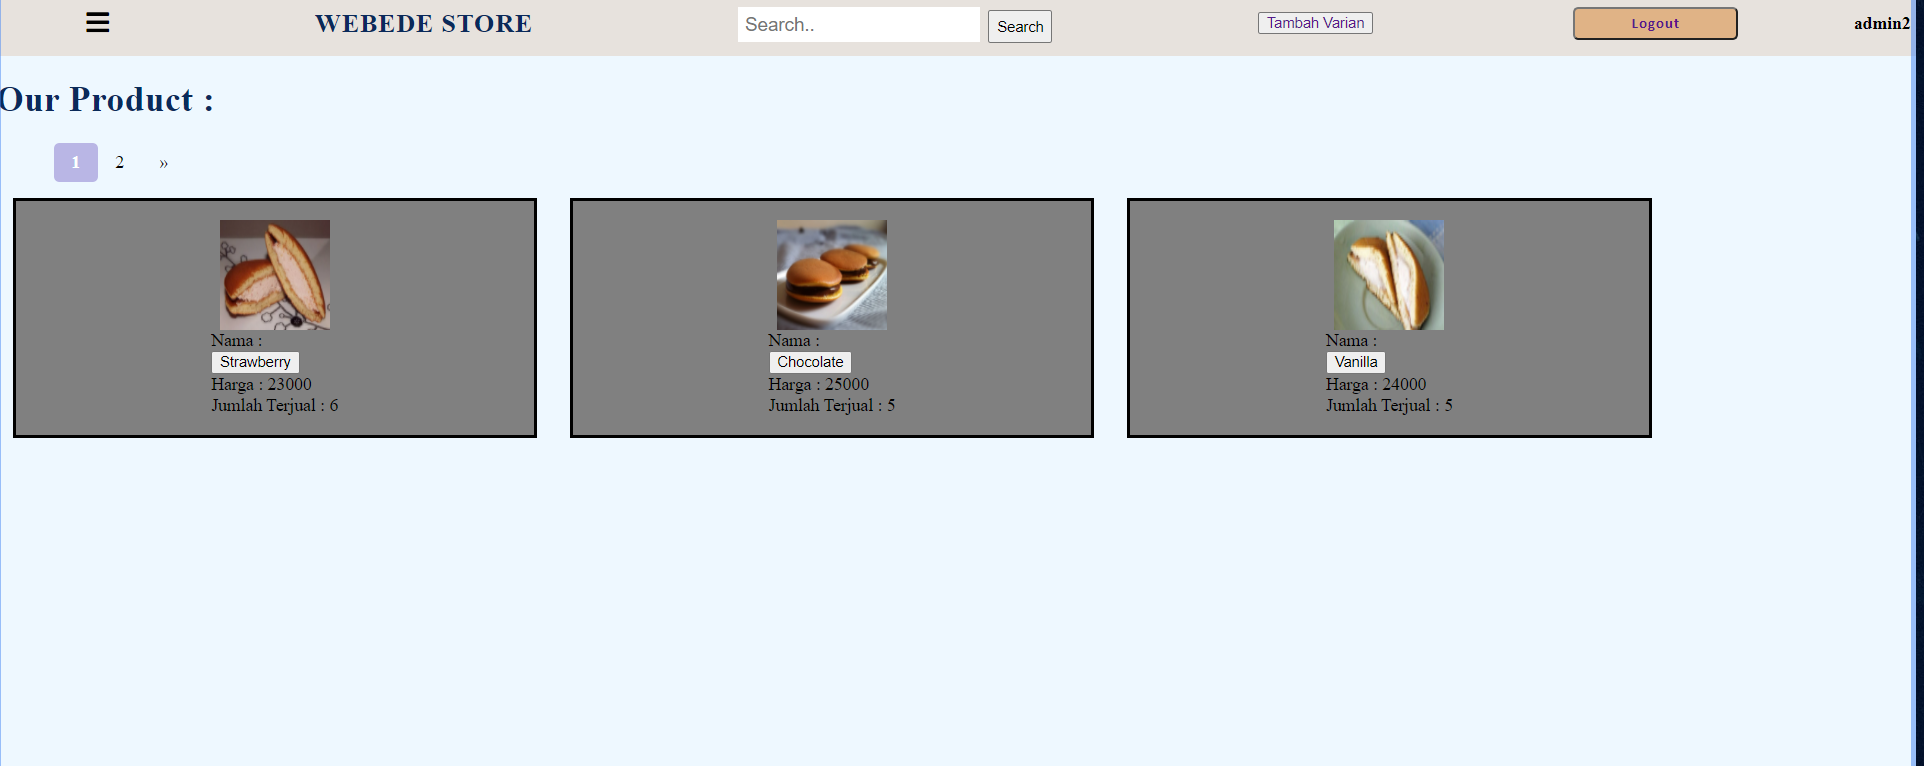 ☰ WEBEDE STORE Search.. Search Tambah Varian Logout admin2
Our Product :
1 2 »
Nama :
Strawberry
Harga : 23000
Jumlah Terjual : 6
Nama :
Chocolate
Harga : 25000
Jumlah Terjual : 5
Nama :
Vanilla
Harga : 24000
Jumlah Terjual : 5